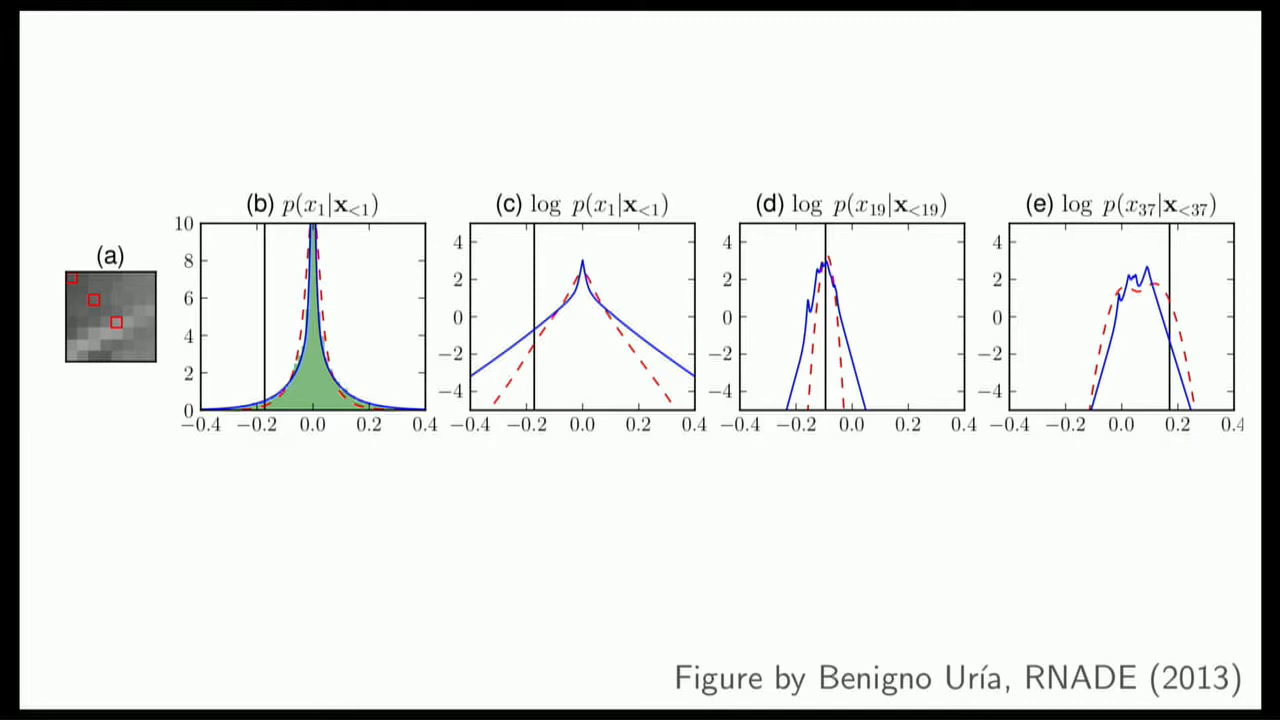 (a)
(b) p(x₁|x<₁)
10
8
6
4
2
0
−0.4 −0.2 0.0 0.2 0.4
(c) log p(x₁|x<₁)
4
2
0
−2
−4
−0.4 −0.2 0.0 0.2 0.4
(d) log p(x₁₉|x<₁₉)
4
2
0
−2
−4
−0.4 −0.2 0.0 0.2 0.4
(e) log p(x₃₇|x<₃₇)
4
2
0
−2
−4
−0.4 −0.2 0.0 0.2 0.4
Figure by Benigno Uría, RNADE (2013)